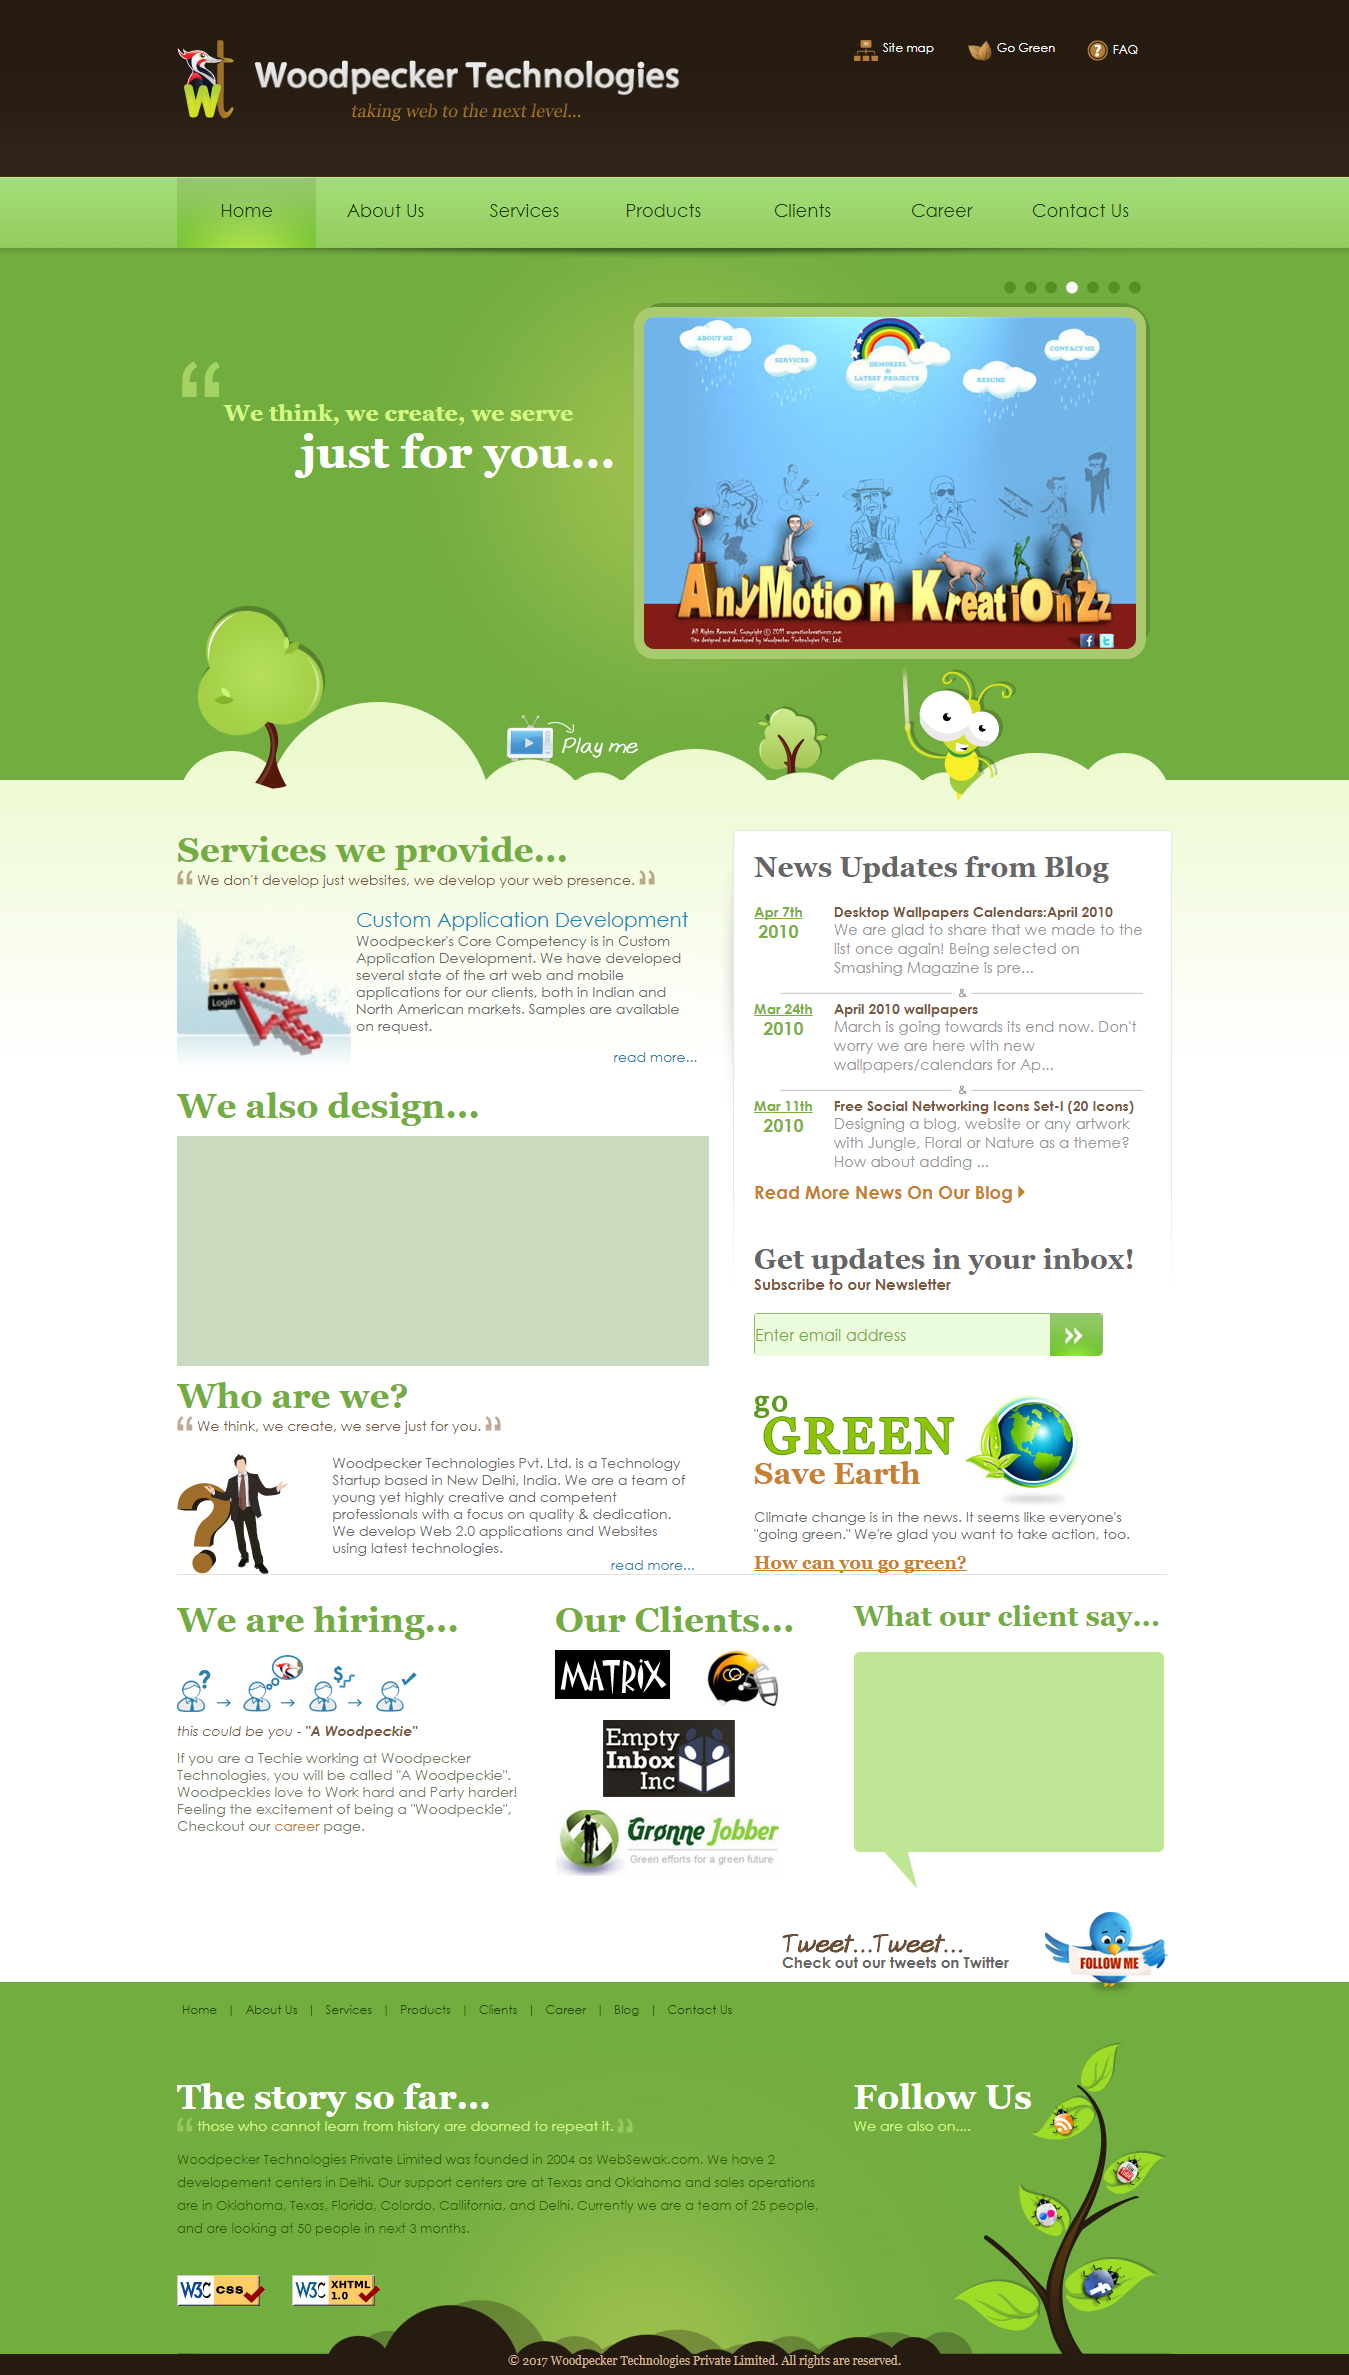 Woodpecker Technologies
taking web to the next level...
Site map
Go Green
FAQ
Home
About Us
Services
Products
Clients
Career
Contact Us
We think, we create, we serve
just for you...
ABOUT ME
SERVICES
DEMOREEL
&
LATEST PROJECTS
RESUME
CONTACT ME
AnyMotion KreatiOnZz
All Rights Reserved, Copyright © 2011 anymotionkreationzz.com
Site designed and developed by Woodpecker Technologies Pvt. Ltd.
Play me
Services we provide...
We don't develop just websites, we develop your web presence.
Login
Custom Application Development
Woodpecker's Core Competency is in Custom
Application Development. We have developed
several state of the art web and mobile
applications for our clients, both in Indian and
North American markets. Samples are available
on request.
read more...
We also design...
Who are we?
We think, we create, we serve just for you.
Woodpecker Technologies Pvt. Ltd. is a Technology
Startup based in New Delhi, India. We are a team of
young yet highly creative and competent
professionals with a focus on quality & dedication.
We develop Web 2.0 applications and Websites
using latest technologies.
read more...
News Updates from Blog
Apr 7th
2010
Desktop Wallpapers Calendars:April 2010
We are glad to share that we made to the
list once again! Being selected on
Smashing Magazine is pre...
&
Mar 24th
2010
April 2010 wallpapers
March is going towards its end now. Don't
worry we are here with new
wallpapers/calendars for Ap...
&
Mar 11th
2010
Free Social Networking Icons Set-I (20 Icons)
Designing a blog, website or any artwork
with Jungle, Floral or Nature as a theme?
How about adding ...
Read More News On Our Blog
Get updates in your inbox!
Subscribe to our Newsletter
Enter email address
go
GREEN
Save Earth
Climate change is in the news. It seems like everyone's
"going green." We're glad you want to take action, too.
How can you go green?
We are hiring...
this could be you - "A Woodpeckie"
If you are a Techie working at Woodpecker
Technologies, you will be called "A Woodpeckie".
Woodpeckies love to Work hard and Party harder!
Feeling the excitement of being a "Woodpeckie",
Checkout our career page.
Our Clients...
MATRIX
Empty
Inbox
Inc
Grønne Jobber
Green efforts for a green future
What our client say...
Tweet...Tweet...
Check out our tweets on Twitter
FOLLOW ME
Home | About Us | Services | Products | Clients | Career | Blog | Contact Us
The story so far...
those who cannot learn from history are doomed to repeat it.
Woodpecker Technologies Private Limited was founded in 2004 as WebSewak.com. We have 2
developement centers in Delhi. Our support centers are at Texas and Oklahoma and sales operations
are in Oklahoma, Texas, Florida, Colordo, Callifornia, and Delhi. Currently we are a team of 25 people,
and are looking at 50 people in next 3 months.
Follow Us
We are also on....
W3C CSS
W3C XHTML 1.0
© 2017 Woodpecker Technologies Private Limited. All rights are reserved.